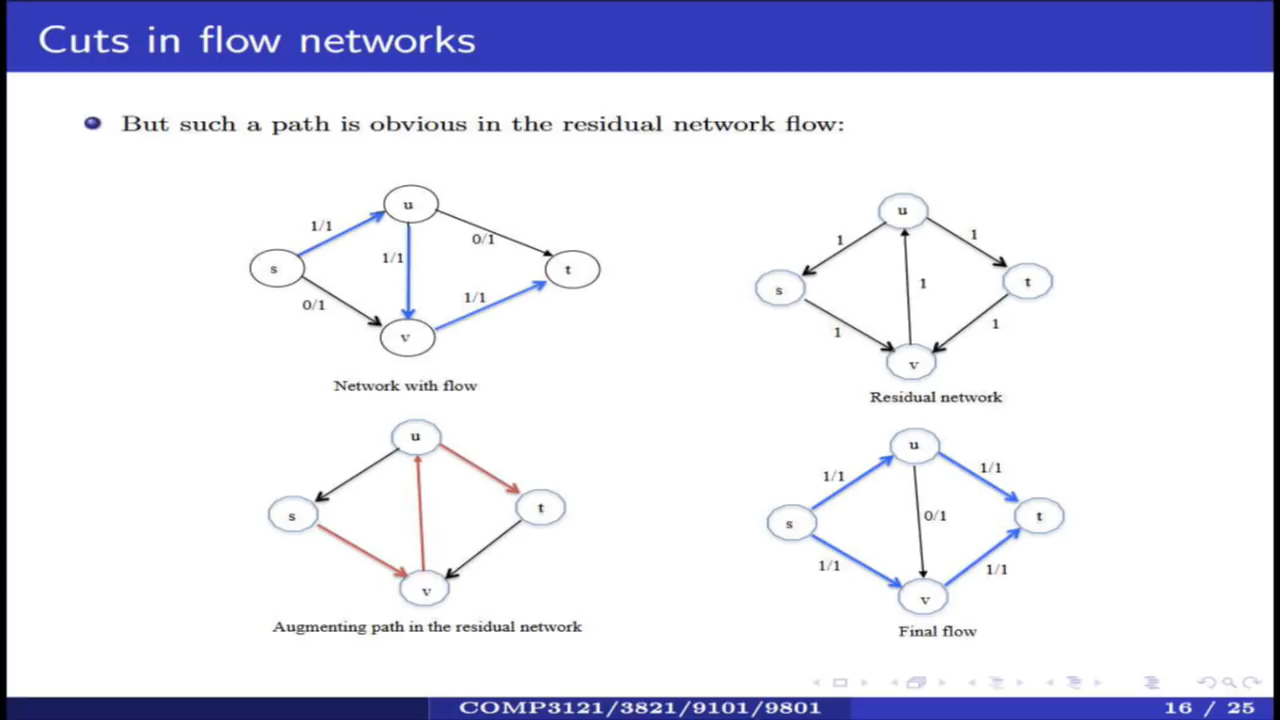 Cuts in flow networks
But such a path is obvious in the residual network flow:
u
1/1
0/1
1/1
s
t
0/1
1/1
v
Network with flow
u
1
1
s
1
t
1
1
v
Residual network
u
s
t
v
Augmenting path in the residual network
u
1/1
1/1
s
0/1
t
1/1
1/1
v
Final flow
COMP3121/3821/9101/9801
16 / 25